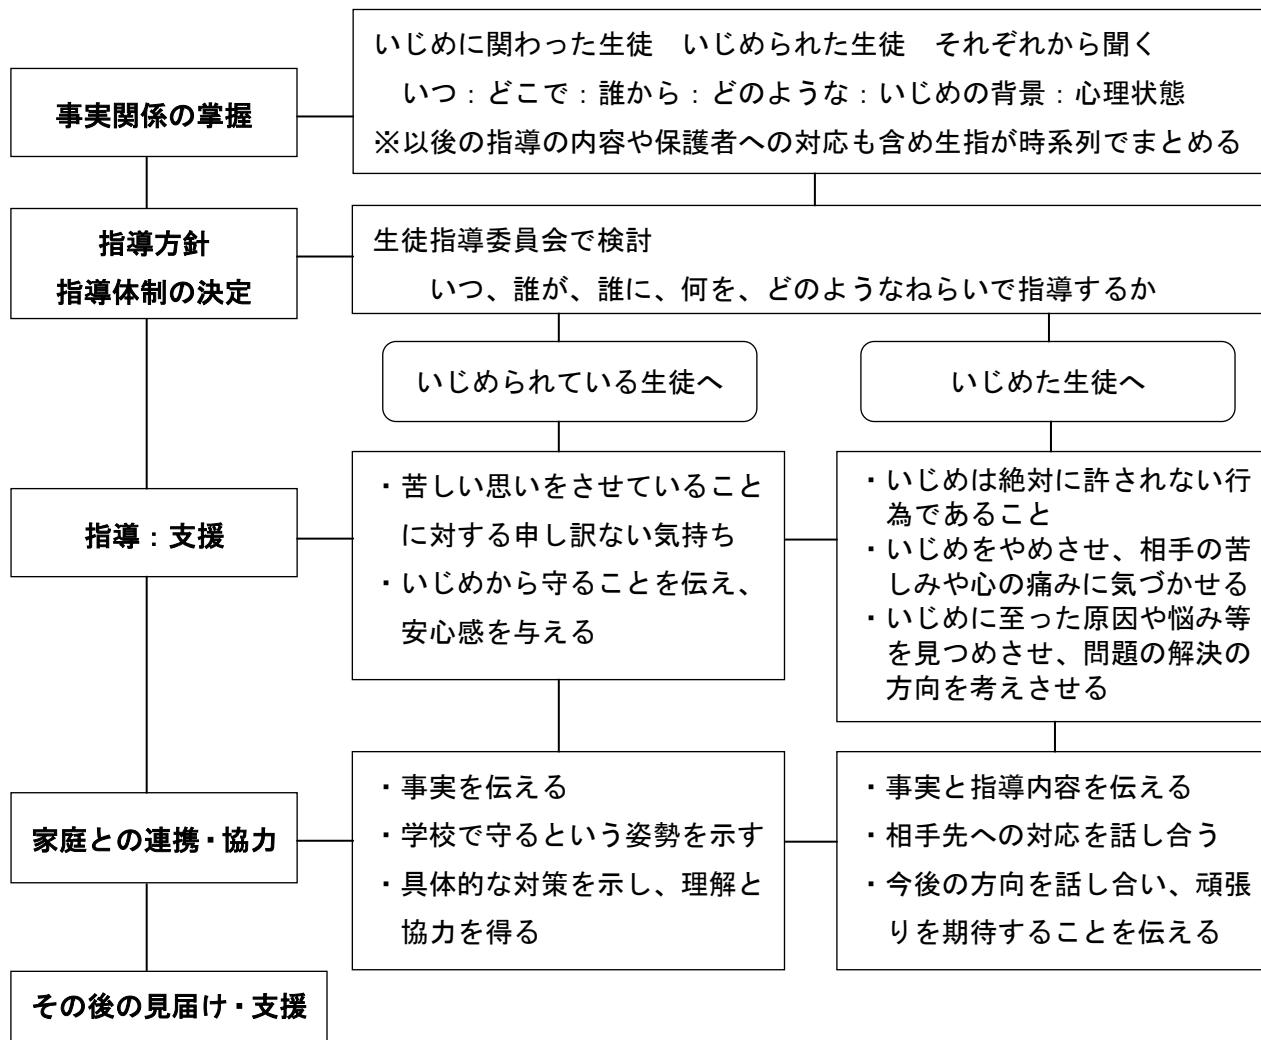 事実関係の掌握
いじめに関わった生徒　いじめられた生徒　それぞれから聞く
いつ：どこで：誰から：どのような：いじめの背景：心理状態
※以後の指導の内容や保護者への対応も含め生指が時系列でまとめる
指導方針
指導体制の決定
生徒指導委員会で検討
いつ、誰が、誰に、何を、どのようなねらいで指導するか
いじめられている生徒へ
いじめた生徒へ
指導：支援
・苦しい思いをさせていること
に対する申し訳ない気持ち
・いじめから守ることを伝え、
安心感を与える
・いじめは絶対に許されない行
為であること
・いじめをやめさせ、相手の苦
しみや心の痛みに気づかせる
・いじめに至った原因や悩み等
を見つめさせ、問題の解決の
方向を考えさせる
家庭との連携・協力
・事実を伝える
・学校で守るという姿勢を示す
・具体的な対策を示し、理解と
協力を得る
・事実と指導内容を伝える
・相手先への対応を話し合う
・今後の方向を話し合い、頑張
りを期待することを伝える
その後の見届け・支援